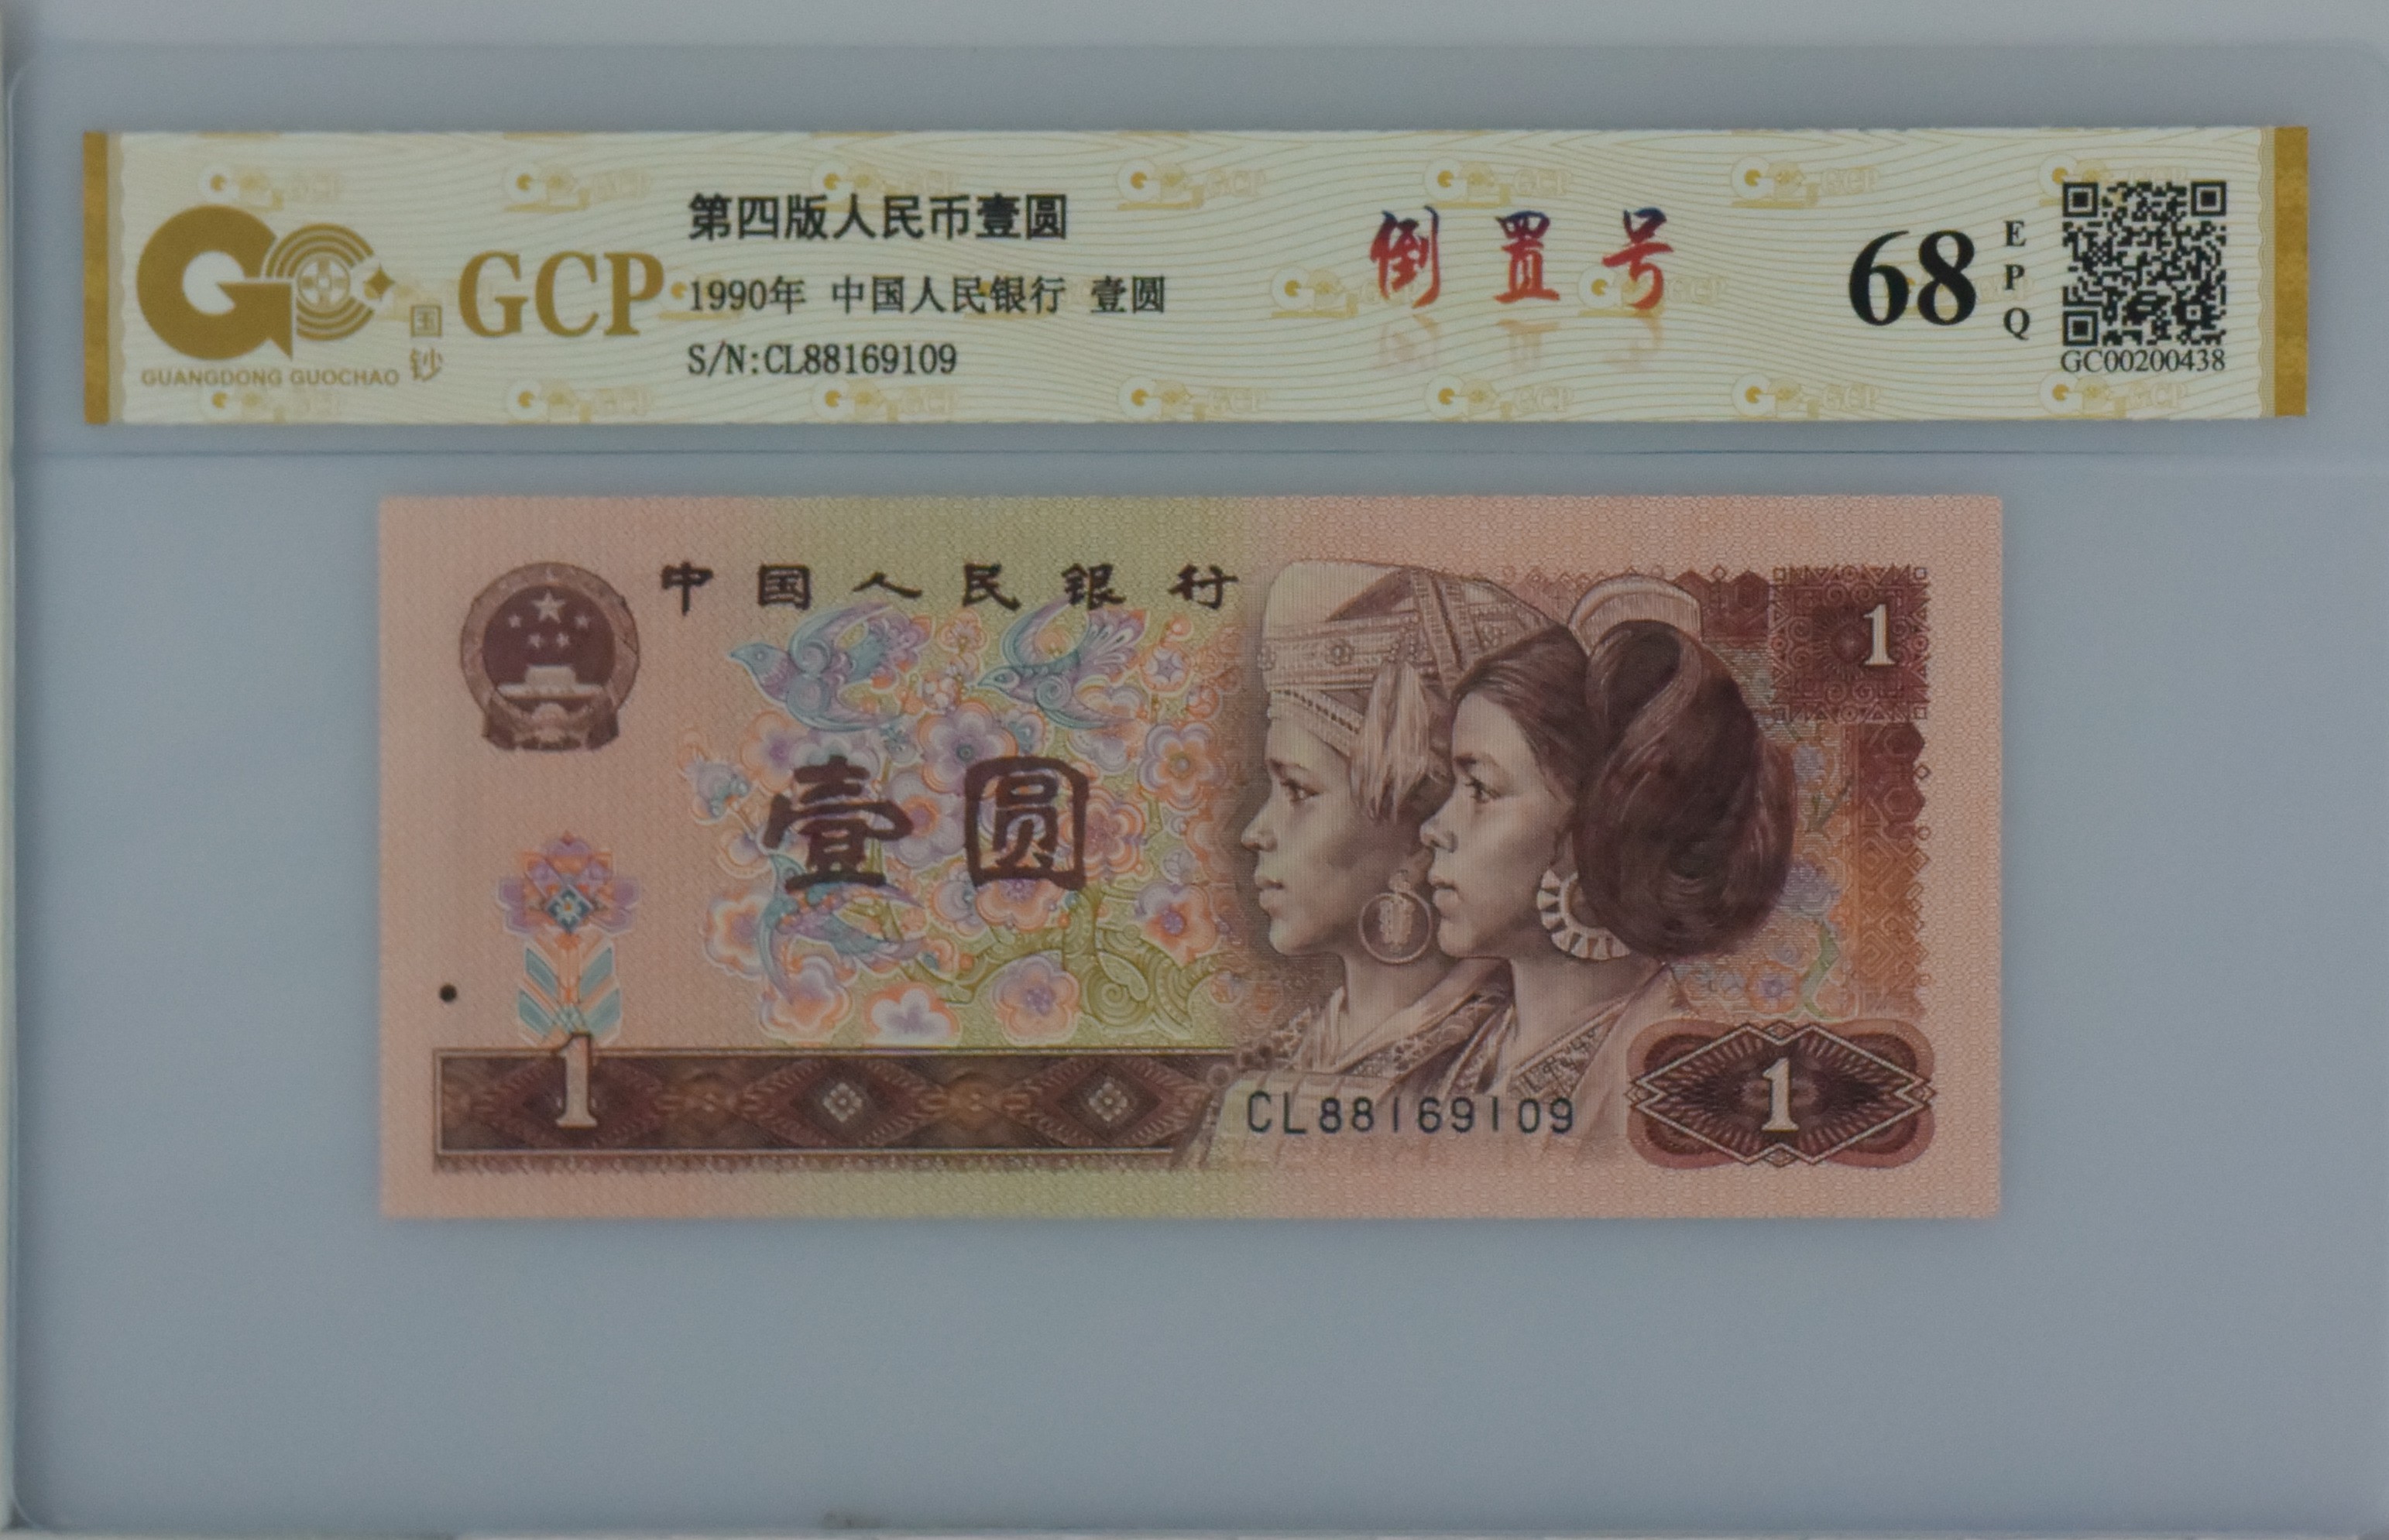 国钞
GCP
GUANGDONG GUOCHAO
第四版人民币壹圆
1990年 中国人民银行 壹圆
S/N:CL88169109
倒置号
68
EPQ
GC00200438
中国人民银行
1
壹圆
1
CL88169109
1